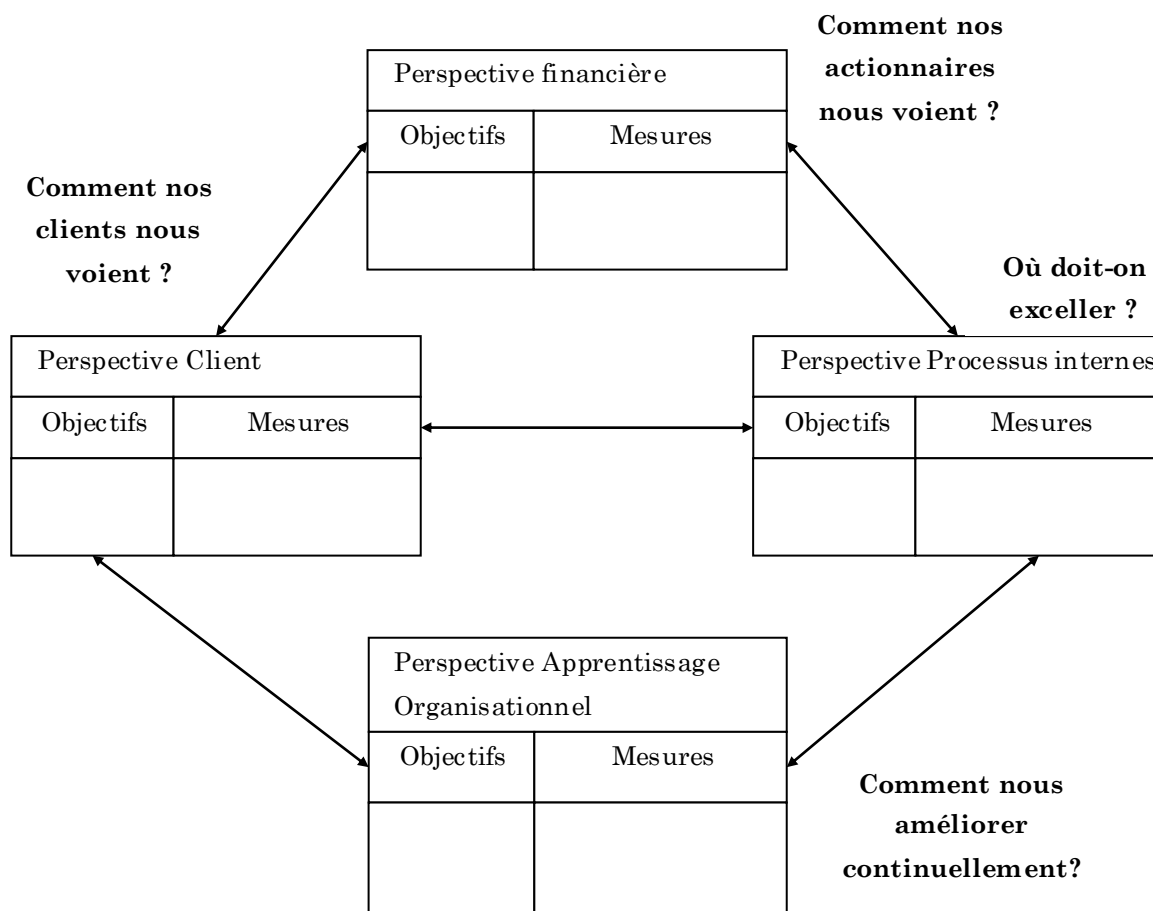 Comment nos
actionnaires
nous voient ?
Perspective financière
Objectifs Mesures
Comment nos
clients nous
voient ?
Où doit-on
exceller ?
Perspective Client
Objectifs Mesures
Perspective Processus internes
Objectifs Mesures
Perspective Apprentissage
Organisationnel
Objectifs Mesures
Comment nous
améliorer
continuellement?